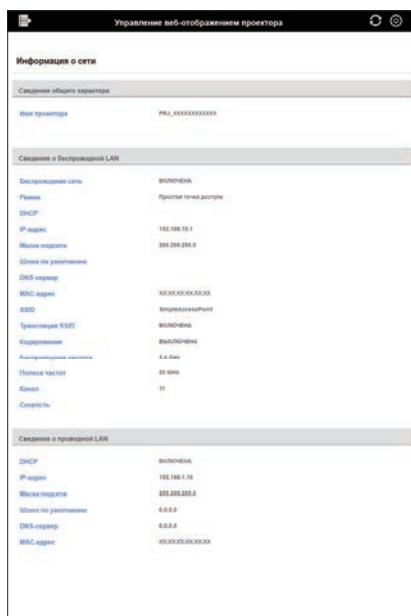 Управление веб-отображением проектора
Информация о сети
Сведения общего характера
Имя проектора PRJ_XXXXXXXXXXXX
Сведения о беспроводной LAN
Беспроводная сеть ВКЛЮЧЕНА
Режим Простая точка доступа
DHCP
IP-адрес 192.168.10.1
Маска подсети 255.255.255.0
Шлюз по умолчанию
DNS-сервер
MAC-адрес XX:XX:XX:XX:XX:XX
SSID SimpleAccessPoint
Трансляция SSID ВКЛЮЧЕНА
Кодирование ВЫКЛЮЧЕНА
Беспроводная частота 2.4 GHz
Полоса частот 20 MHz
Канал 11
Скорость
Сведения о проводной LAN
DHCP ВКЛЮЧЕНА
IP-адрес 192.168.1.10
Маска подсети 255.255.255.0
Шлюз по умолчанию 0.0.0.0
DNS-сервер 0.0.0.0
MAC-адрес XX:XX:XX:XX:XX:XX